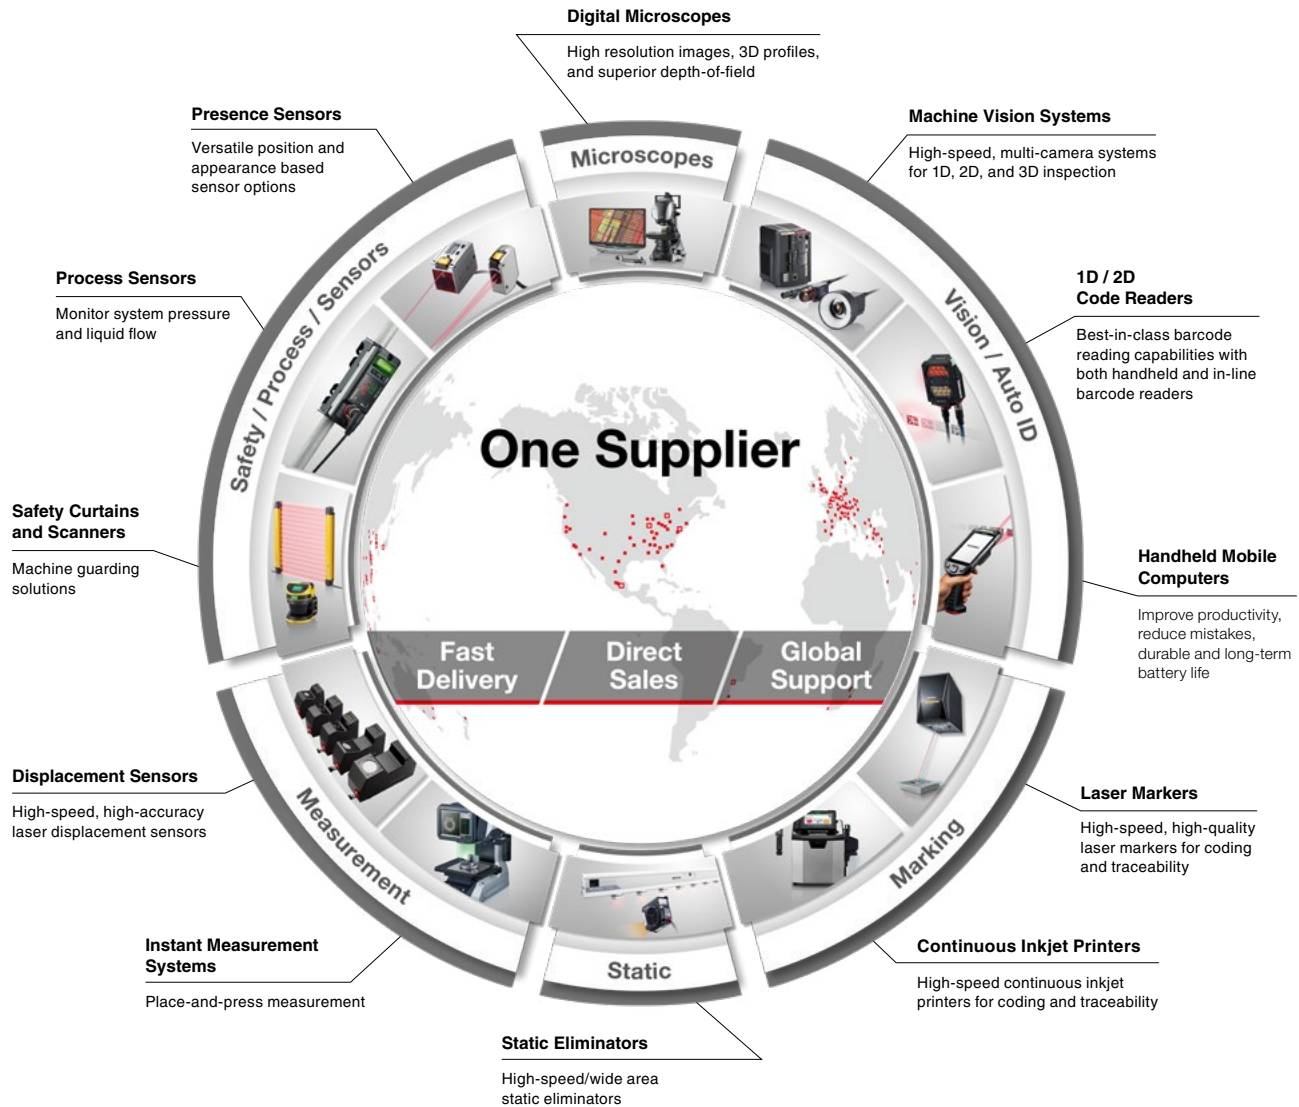 Digital Microscopes
High resolution images, 3D profiles,
and superior depth-of-field
Presence Sensors
Versatile position and
appearance based
sensor options
Machine Vision Systems
High-speed, multi-camera systems
for 1D, 2D, and 3D inspection
Process Sensors
Monitor system pressure
and liquid flow
1D / 2D
Code Readers
Best-in-class barcode
reading capabilities with
both handheld and in-line
barcode readers
Safety Curtains
and Scanners
Machine guarding
solutions
Handheld Mobile
Computers
Improve productivity,
reduce mistakes,
durable and long-term
battery life
Microscopes
Safety / Process / Sensors
Vision / Auto ID
One Supplier
Fast
Delivery
Direct
Sales
Global
Support
Measurement
Marking
Static
Displacement Sensors
High-speed, high-accuracy
laser displacement sensors
Laser Markers
High-speed, high-quality
laser markers for coding
and traceability
Instant Measurement
Systems
Place-and-press measurement
Continuous Inkjet Printers
High-speed continuous inkjet
printers for coding and traceability
Static Eliminators
High-speed/wide area
static eliminators